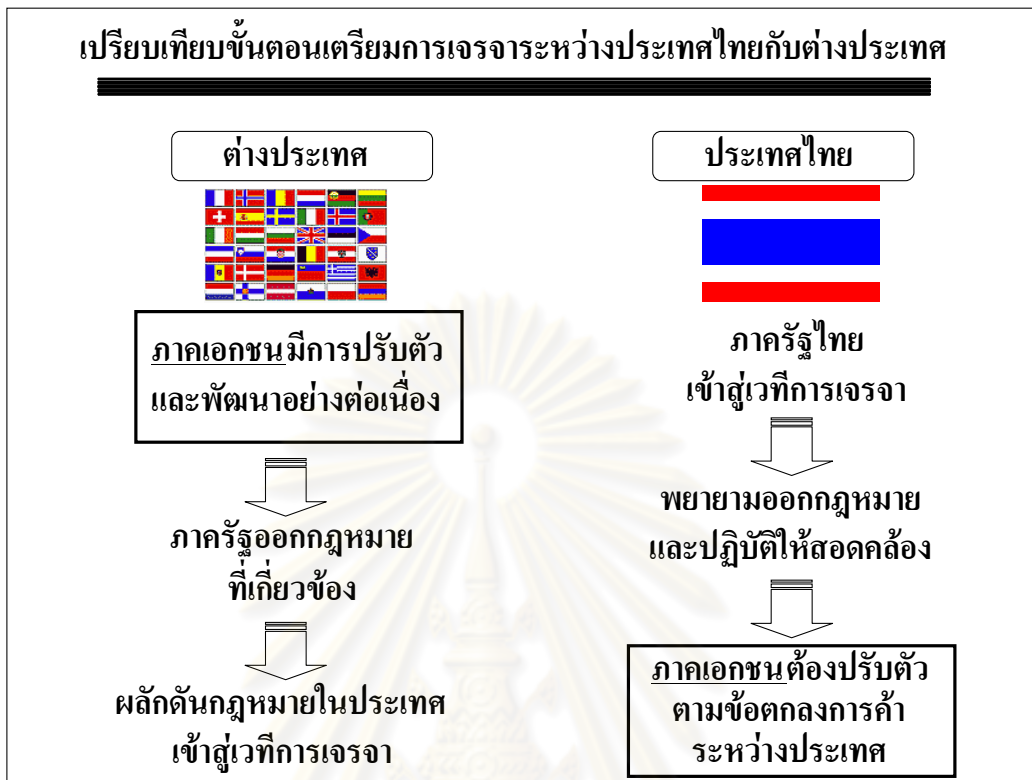 เปรียบเทียบขั้นตอนเตรียมการเจรจาระหว่างประเทศไทยกับต่างประเทศ
ต่างประเทศ
ภาคเอกชนมีการปรับตัว
และพัฒนาอย่างต่อเนื่อง
ภาครัฐออกกฎหมาย
ที่เกี่ยวข้อง
ผลักดันกฎหมายในประเทศ
เข้าสู่เวทีการเจรจา
ประเทศไทย
ภาครัฐไทย
เข้าสู่เวทีการเจรจา
พยายามออกกฎหมาย
และปฏิบัติให้สอดคล้อง
ภาคเอกชนต้องปรับตัว
ตามข้อตกลงการค้า
ระหว่างประเทศ